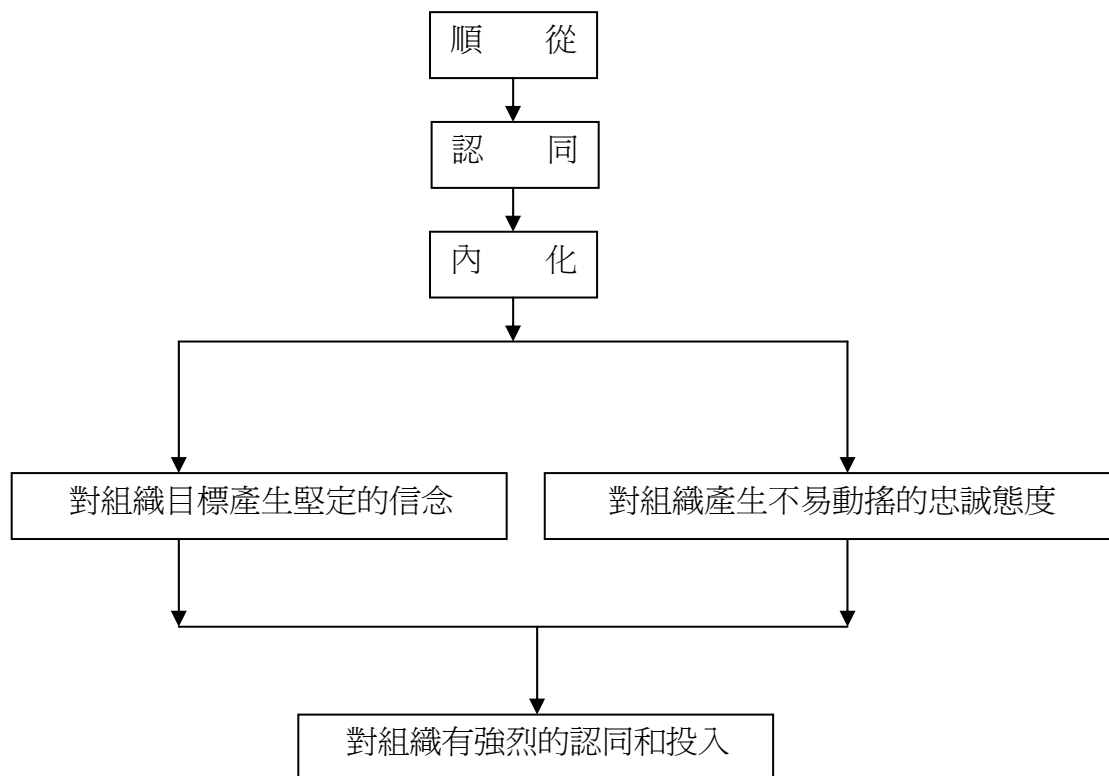 順　　從
認　　同
內　　化
對組織目標產生堅定的信念
對組織產生不易動搖的忠誠態度
對組織有強烈的認同和投入